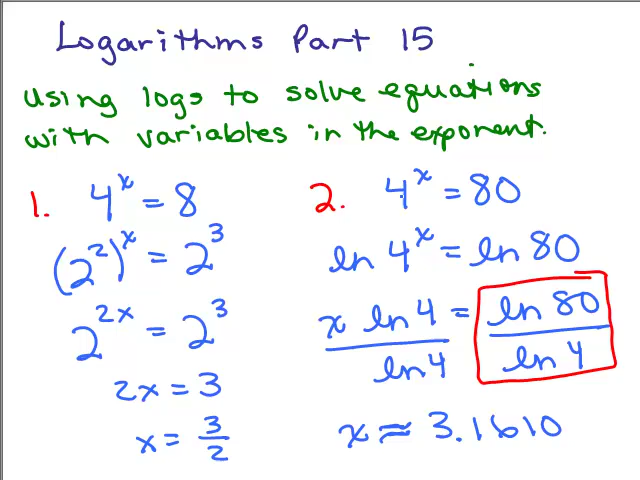 Logarithms Part 15
using logs to solve equations
with variables in the exponent.
1. 4^x = 8
(2^2)^x = 2^3
2^2x = 2^3
2x = 3
x = 3/2
2. 4^x = 80
ln 4^x = ln 80
x ln 4 / ln 4 = ln 80 / ln 4
x ≈ 3.1610